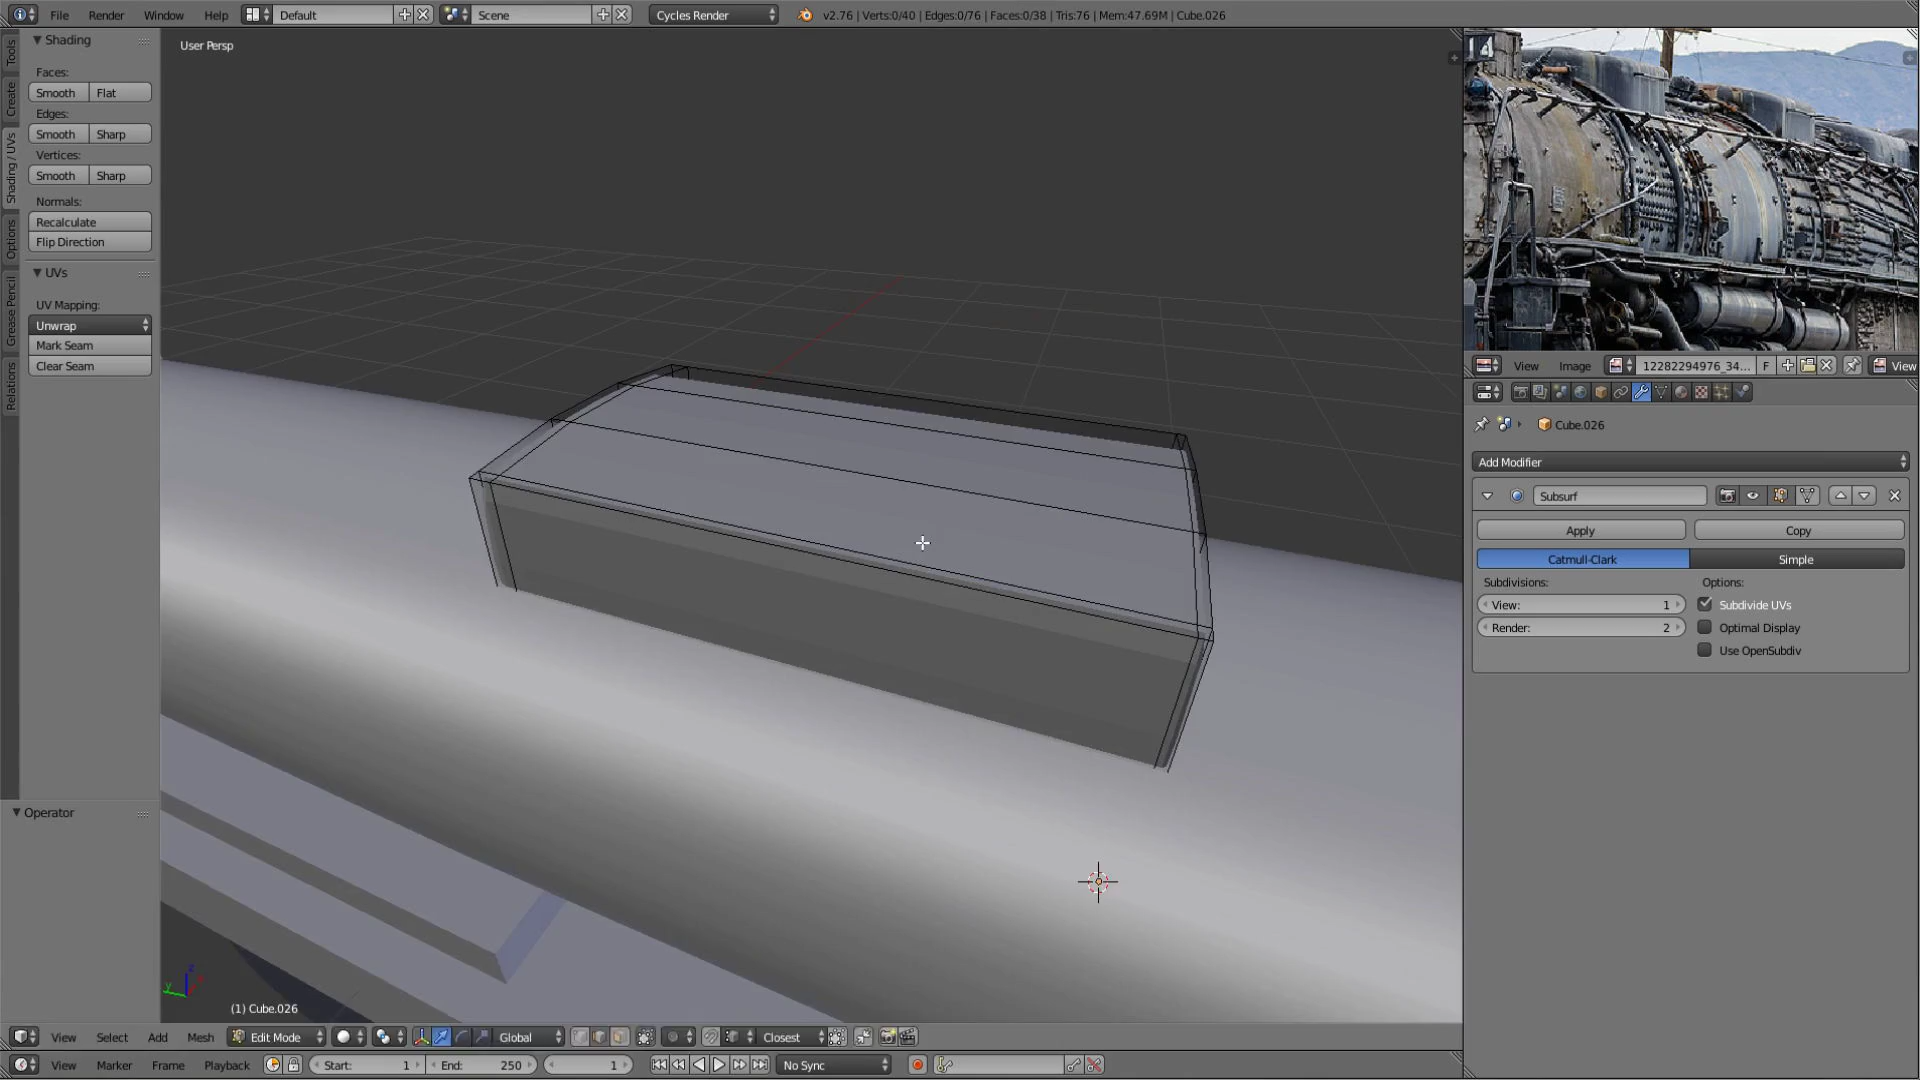 File Render Window Help Default Scene Cycles Render v2.76 | Verts:0/40 | Edges:0/76 | Faces:0/38 | Tris:76 | Mem:47.69M | Cube.026
Tools
Create
Shading / UVs
Options
Grease Pencil
Relations
Shading
Faces:
Smooth Flat
Edges:
Smooth Sharp
Vertices:
Smooth Sharp
Normals:
Recalculate
Flip Direction
UVs
UV Mapping:
Unwrap
Mark Seam
Clear Seam
Operator
User Persp
z
y
(1) Cube.026
View Select Add Mesh Edit Mode Global Closest
View Marker Frame Playback Start: 1 End: 250 1 No Sync
View Image 12282294976_34... F View
Cube.026
Add Modifier
Subsurf
Apply Copy
Catmull-Clark Simple
Subdivisions: Options:
View: 1 Subdivide UVs
Render: 2 Optimal Display
Use OpenSubdiv